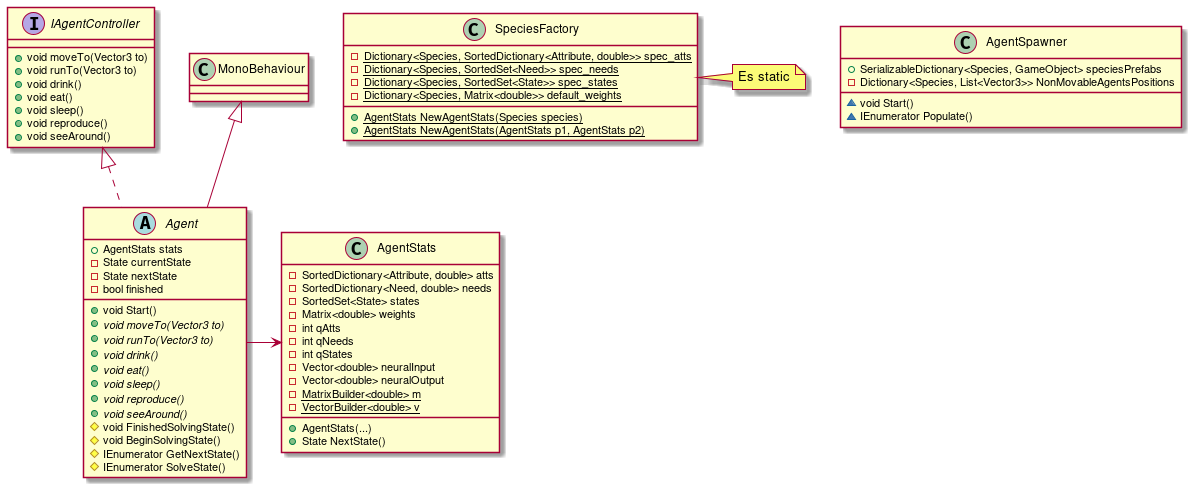 I IAgentController
void moveTo(Vector3 to)
void runTo(Vector3 to)
void drink()
void eat()
void sleep()
void reproduce()
void seeAround()
C MonoBehaviour
C SpeciesFactory
Dictionary<Species, SortedDictionary<Attribute, double>> spec_atts
Dictionary<Species, SortedSet<Need>> spec_needs
Dictionary<Species, SortedSet<State>> spec_states
Dictionary<Species, Matrix<double>> default_weights
AgentStats NewAgentStats(Species species)
AgentStats NewAgentStats(AgentStats p1, AgentStats p2)
Es static
C AgentSpawner
SerializableDictionary<Species, GameObject> speciesPrefabs
Dictionary<Species, List<Vector3>> NonMovableAgentsPositions
void Start()
IEnumerator Populate()
A Agent
AgentStats stats
State currentState
State nextState
bool finished
void Start()
void moveTo(Vector3 to)
void runTo(Vector3 to)
void drink()
void eat()
void sleep()
void reproduce()
void seeAround()
void FinishedSolvingState()
void BeginSolvingState()
IEnumerator GetNextState()
IEnumerator SolveState()
C AgentStats
SortedDictionary<Attribute, double> atts
SortedDictionary<Need, double> needs
SortedSet<State> states
Matrix<double> weights
int qAtts
int qNeeds
int qStates
Vector<double> neuralInput
Vector<double> neuralOutput
MatrixBuilder<double> m
VectorBuilder<double> v
AgentStats(...)
State NextState()